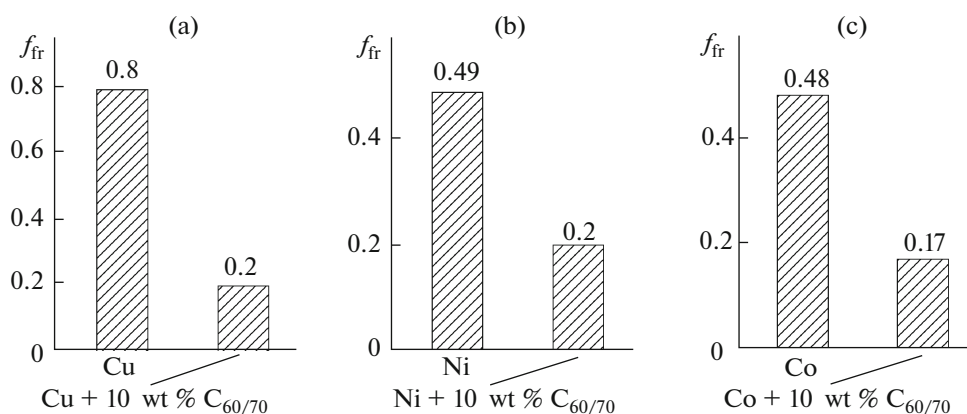 (a)
f_fr
0.8
0.8
0.6
0.4
0.2
0.2
0
Cu
Cu + 10 wt % C60/70
(b)
f_fr
0.49
0.4
0.2
0.2
0
Ni
Ni + 10 wt % C60/70
(c)
f_fr
0.48
0.4
0.2
0.17
0
Co
Co + 10 wt % C60/70